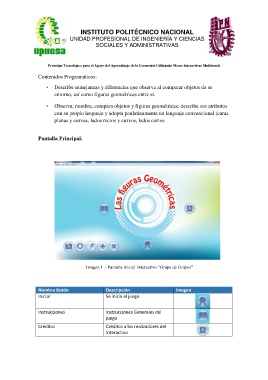 INSTITUTO POLITÉCNICO NACIONAL
UNIDAD PROFESIONAL DE INGENIERÍA Y CIENCIAS
SOCIALES Y ADMINISTRATIVAS
upiicsa
Prototipo Tecnológico para el Apoyo del Aprendizaje de la Geometría Utilizando Mesas Interactivas Multitouch
Contenidos Programáticos:
• Describe semejanzas y diferencias que observa al comparar objetos de su
entorno, así como figuras geométricas entre sí.
• Observa, nombra, compara objetos y figuras geométricas; describe sus atributos
con su propio lenguaje y adopta paulatinamente un lenguaje convencional (caras
planas y curvas, lados rectos y curvos, lados cortos
Pantalla Principal.
Las figuras Geométricas
Imagen 1 – Pantalla Inicial Interactivo "Grupo de Grupos"
Nombre Botón Descripción Imagen
Iniciar Se inicia el juego
Instrucciones Instrucciones Generales del
juego
Créditos Créditos a los realizadores del
Interactivo